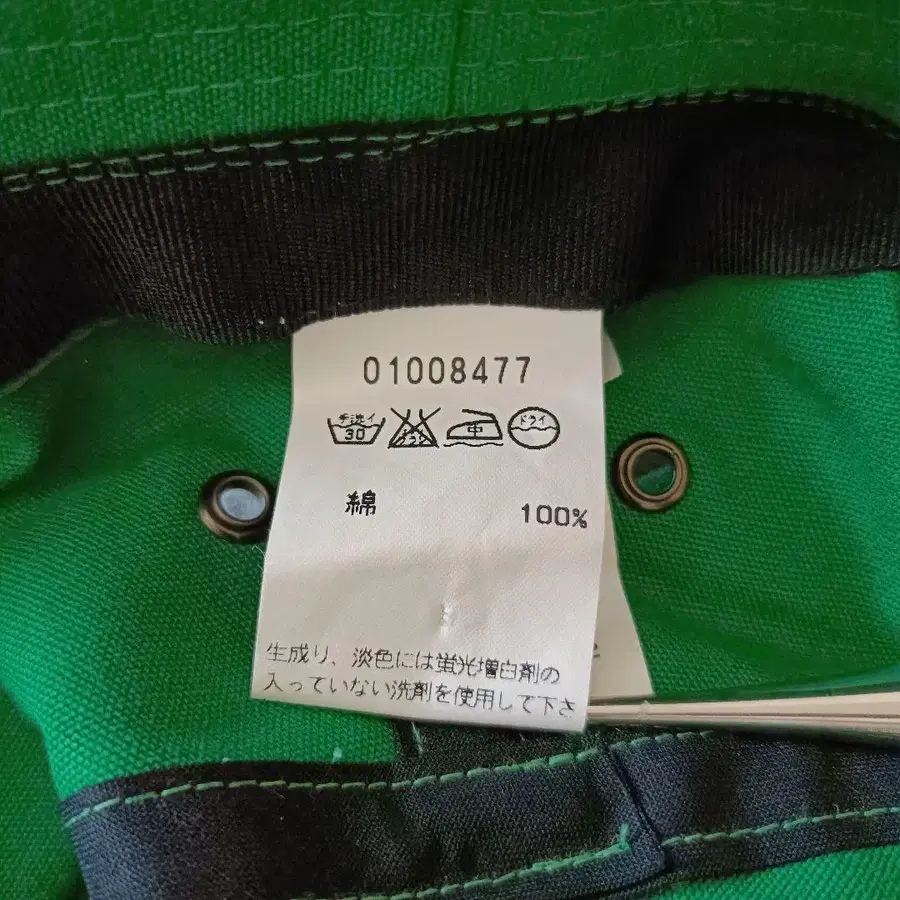 01008477
手洗イ
30
中
ドライ
綿 100%
生成り、淡色には蛍光増白剤の
入っていない洗剤を使用して下さ